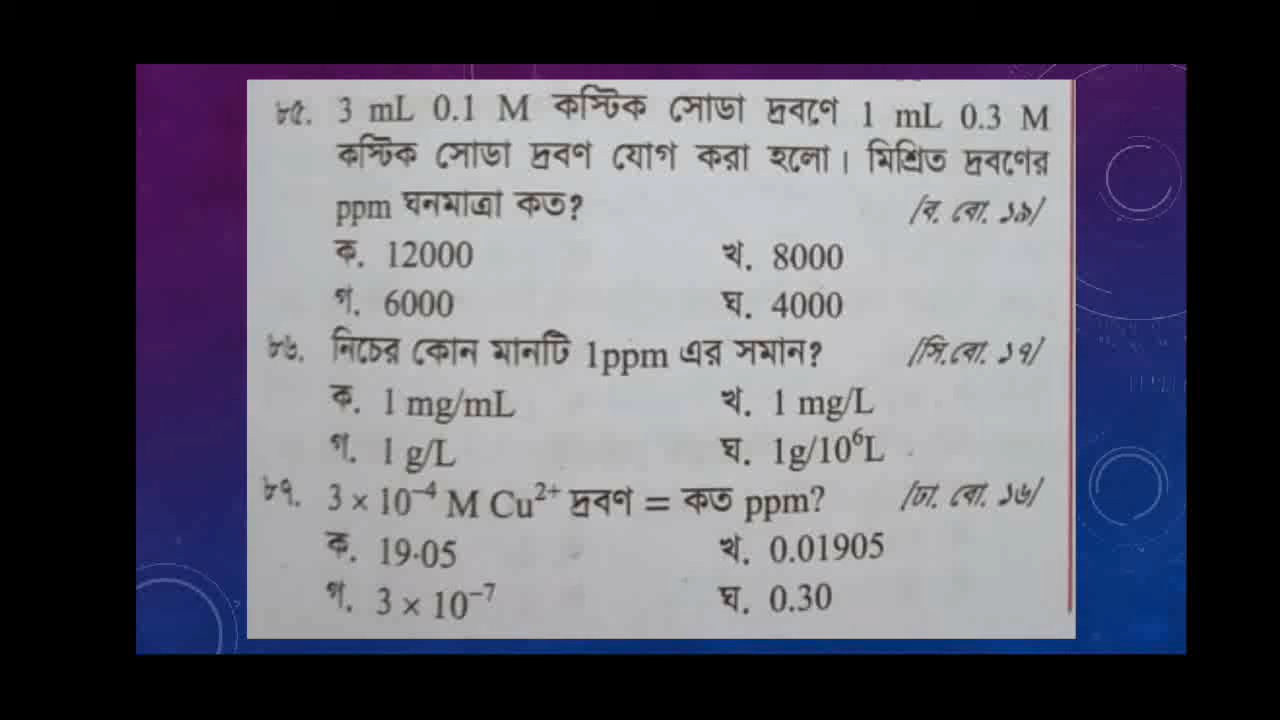 ৮৫. 3 mL 0.1 M কস্টিক সোডা দ্রবণে 1 mL 0.3 M
কস্টিক সোডা দ্রবণ যোগ করা হলো। মিশ্রিত দ্রবণের
ppm ঘনমাত্রা কত? [ব. বো. ১৯]
ক. 12000 খ. 8000
গ. 6000 ঘ. 4000
৮৬. নিচের কোন মানটি 1ppm এর সমান? [সি.বো. ১৭]
ক. 1 mg/mL খ. 1 mg/L
গ. 1 g/L ঘ. 1g/10⁶L
৮৭. 3 × 10⁻⁴ M Cu²⁺ দ্রবণ = কত ppm? [ঢা. বো. ১৬]
ক. 19·05 খ. 0.01905
গ. 3 × 10⁻⁷ ঘ. 0.30